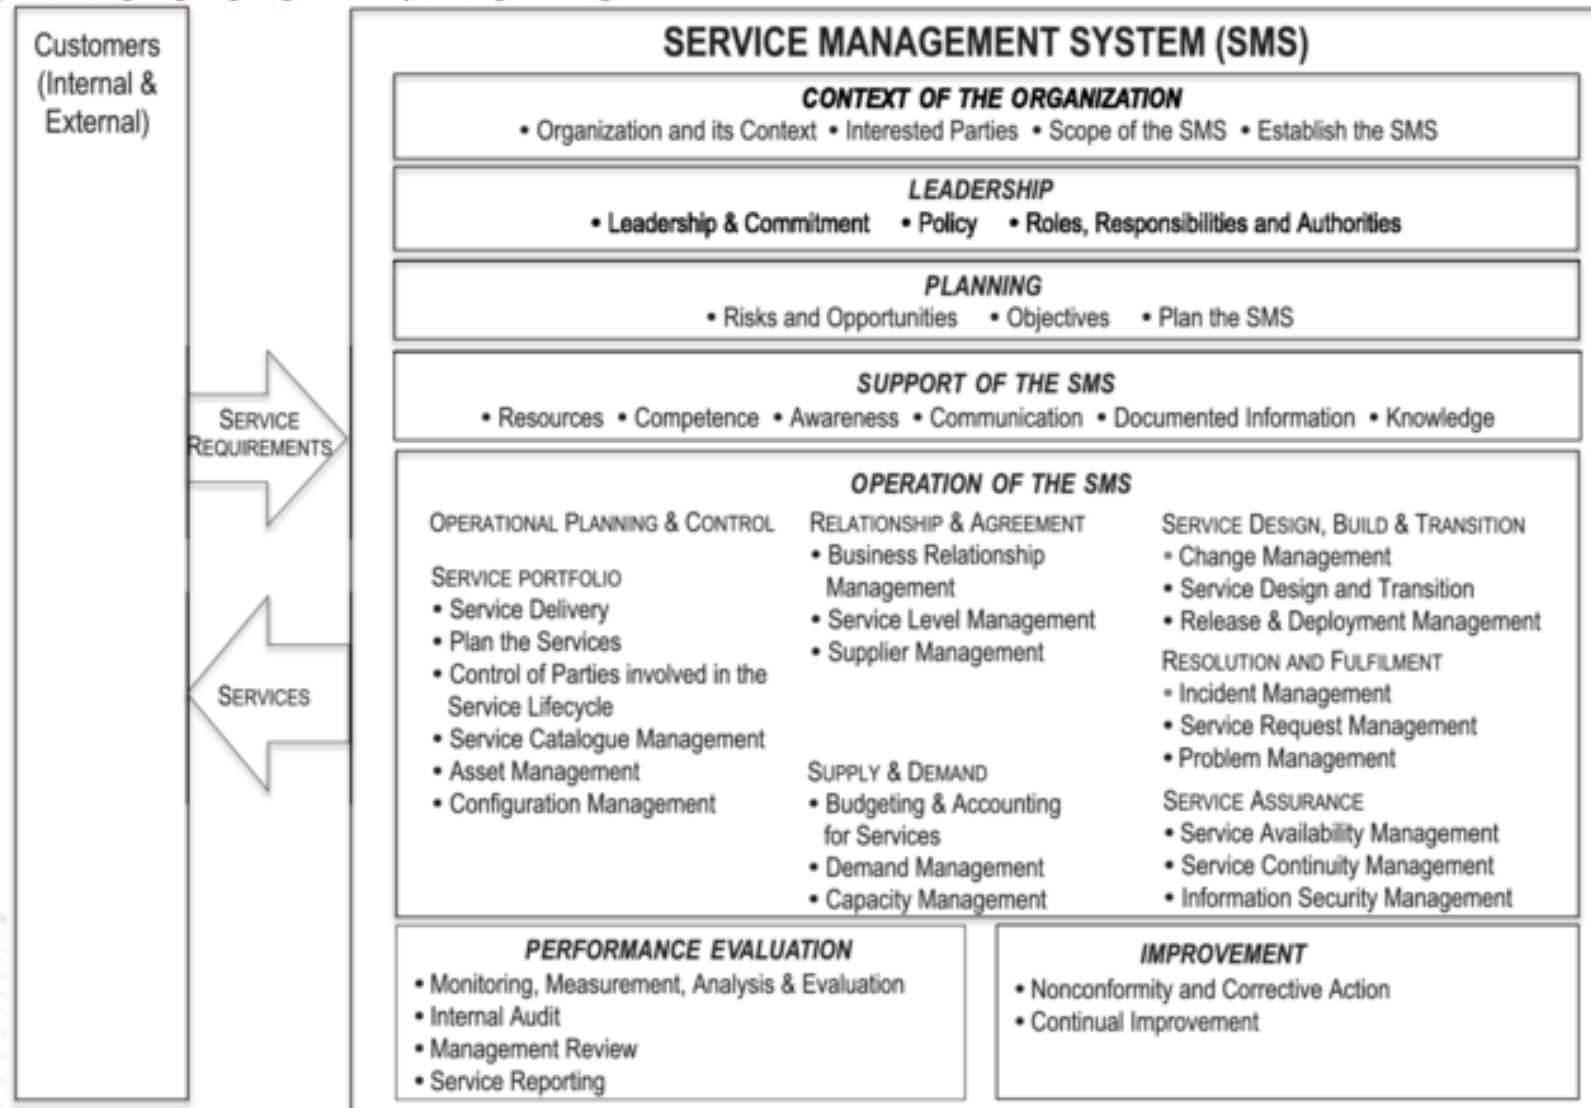 Customers
(Internal &
External)
SERVICE REQUIREMENTS
SERVICES
SERVICE MANAGEMENT SYSTEM (SMS)
CONTEXT OF THE ORGANIZATION
• Organization and its Context • Interested Parties • Scope of the SMS • Establish the SMS
LEADERSHIP
• Leadership & Commitment • Policy • Roles, Responsibilities and Authorities
PLANNING
• Risks and Opportunities • Objectives • Plan the SMS
SUPPORT OF THE SMS
• Resources • Competence • Awareness • Communication • Documented Information • Knowledge
OPERATION OF THE SMS
OPERATIONAL PLANNING & CONTROL
SERVICE PORTFOLIO
• Service Delivery
• Plan the Services
• Control of Parties involved in the
Service Lifecycle
• Service Catalogue Management
• Asset Management
• Configuration Management
RELATIONSHIP & AGREEMENT
• Business Relationship
Management
• Service Level Management
• Supplier Management
SUPPLY & DEMAND
• Budgeting & Accounting
for Services
• Demand Management
• Capacity Management
SERVICE DESIGN, BUILD & TRANSITION
• Change Management
• Service Design and Transition
• Release & Deployment Management
RESOLUTION AND FULFILMENT
• Incident Management
• Service Request Management
• Problem Management
SERVICE ASSURANCE
• Service Availability Management
• Service Continuity Management
• Information Security Management
PERFORMANCE EVALUATION
• Monitoring, Measurement, Analysis & Evaluation
• Internal Audit
• Management Review
• Service Reporting
IMPROVEMENT
• Nonconformity and Corrective Action
• Continual Improvement